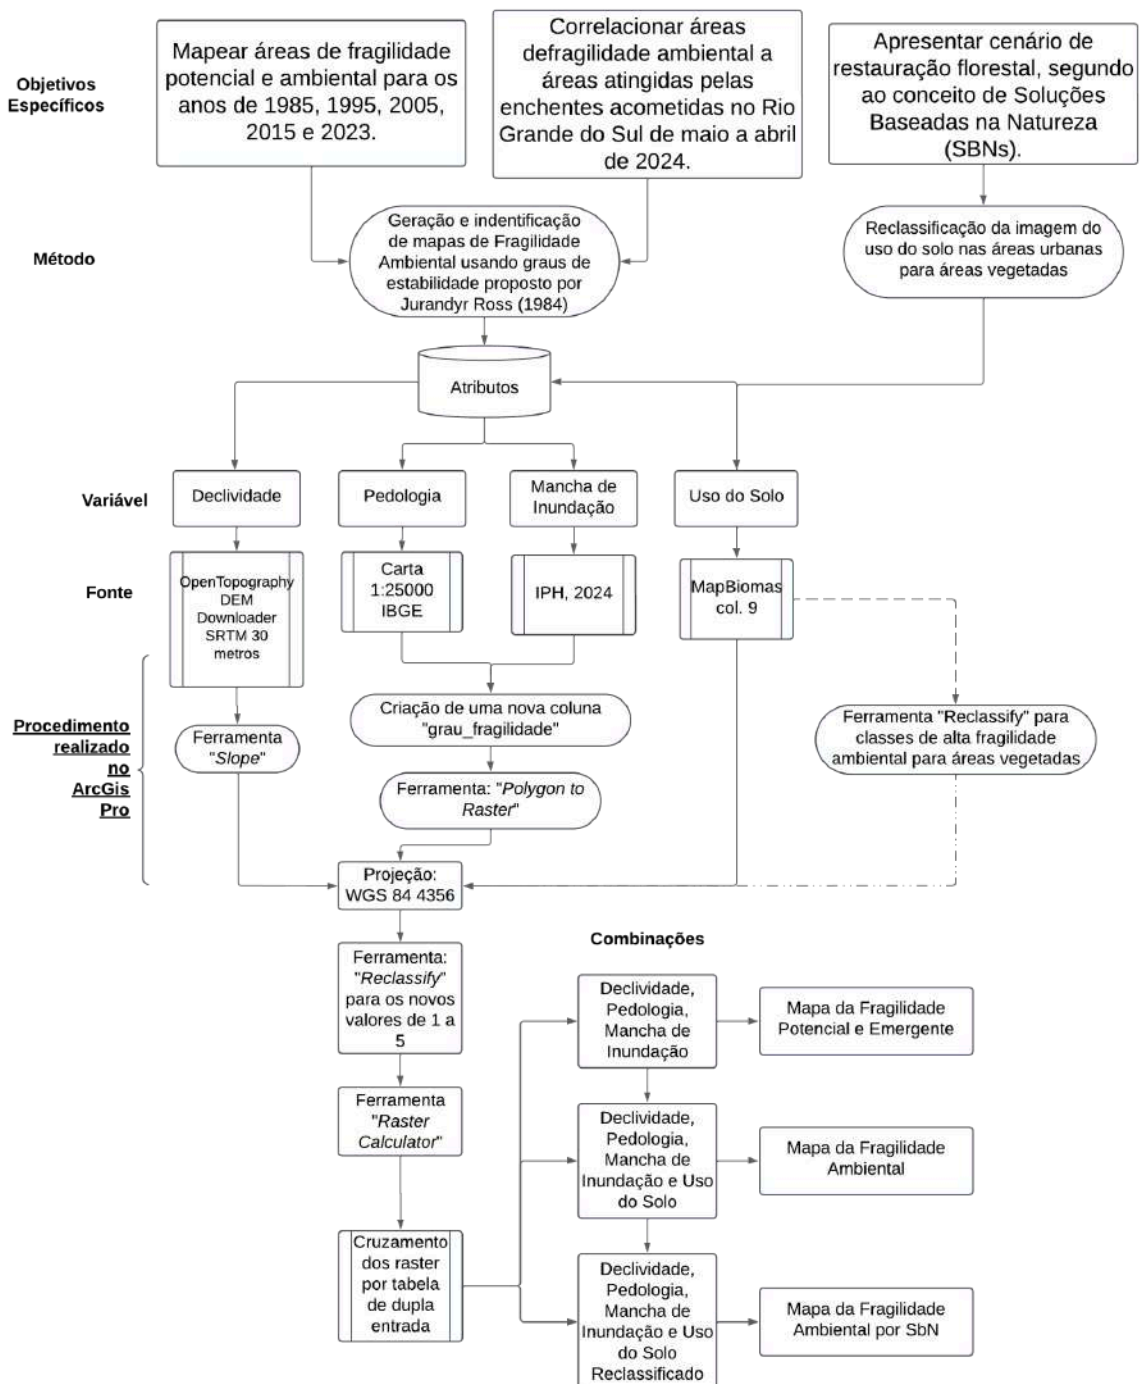 Objetivos
Específicos
Mapear áreas de fragilidade
potencial e ambiental para os
anos de 1985, 1995, 2005,
2015 e 2023.
Correlacionar áreas
defragilidade ambiental a
áreas atingidas pelas
enchentes acometidas no Rio
Grande do Sul de maio a abril
de 2024.
Apresentar cenário de
restauração florestal, segundo
ao conceito de Soluções
Baseadas na Natureza
(SBNs).
Método
Geração e indentificação
de mapas de Fragilidade
Ambiental usando graus de
estabilidade proposto por
Jurandyr Ross (1984)
Reclassificação da imagem do
uso do solo nas áreas urbanas
para áreas vegetadas
Atributos
Variável
Declividade
Pedologia
Mancha de
Inundação
Uso do Solo
Fonte
OpenTopography
DEM
Downloader
SRTM 30
metros
Carta
1:25000
IBGE
IPH, 2024
MapBiomas
col. 9
Procedimento
realizado
no
ArcGis
Pro
Ferramenta
"Slope"
Criação de uma nova coluna
"grau_fragilidade"
Ferramenta: "Polygon to
Raster"
Ferramenta "Reclassify" para
classes de alta fragilidade
ambiental para áreas vegetadas
Projeção:
WGS 84 4356
Ferramenta:
"Reclassify"
para os novos
valores de 1 a
5
Ferramenta
"Raster
Calculator"
Cruzamento
dos raster
por tabela
de dupla
entrada
Combinações
Declividade,
Pedologia,
Mancha de
Inundação
Mapa da Fragilidade
Potencial e Emergente
Declividade,
Pedologia,
Mancha de
Inundação e Uso
do Solo
Mapa da Fragilidade
Ambiental
Declividade,
Pedologia,
Mancha de
Inundação e Uso
do Solo
Reclassificado
Mapa da Fragilidade
Ambiental por SbN